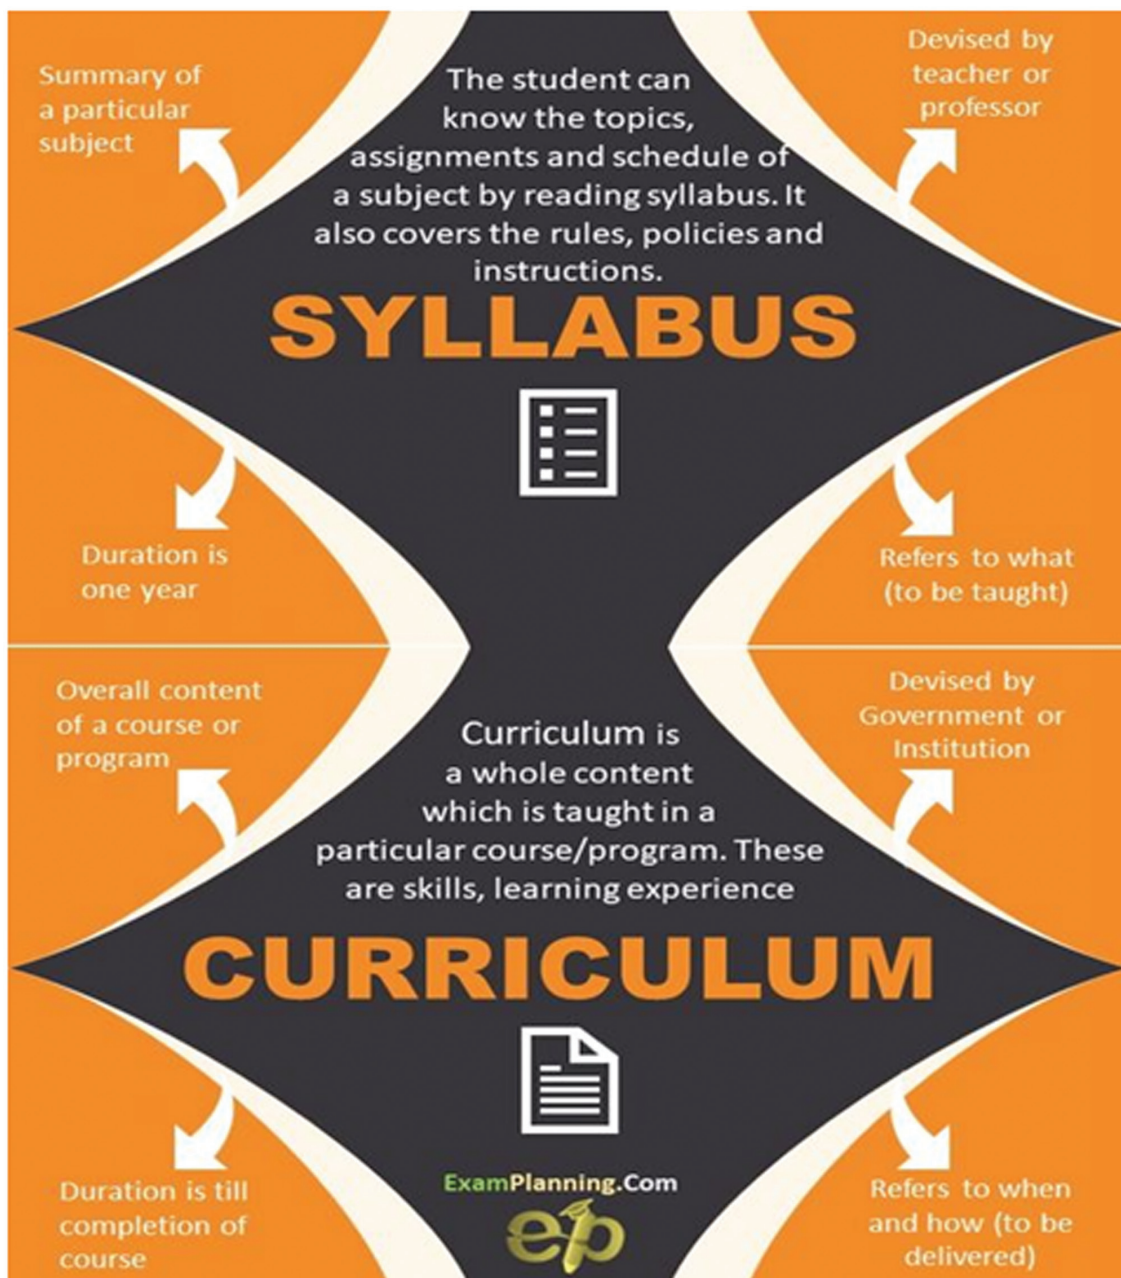 Summary of
a particular
subject
The student can
know the topics,
assignments and schedule of
a subject by reading syllabus. It
also covers the rules, policies and
instructions.
Devised by
teacher or
professor
SYLLABUS
Duration is
one year
Refers to what
(to be taught)
Overall content
of a course or
program
Curriculum is
a whole content
which is taught in a
particular course/program. These
are skills, learning experience
Devised by
Government or
Institution
CURRICULUM
Duration is till
completion of
course
ExamPlanning.Com
ep
Refers to when
and how (to be
delivered)